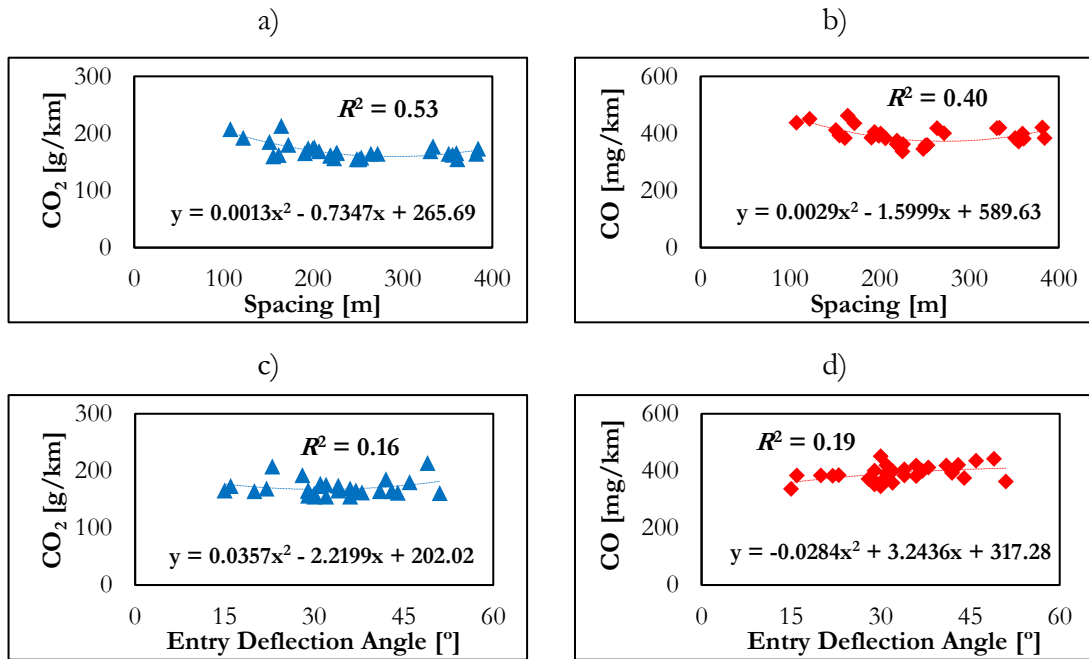 a)
300
200
100
0
CO₂ [g/km]
R² = 0.53
y = 0.0013x² - 0.7347x + 265.69
0 100 200 300 400
Spacing [m]
b)
600
400
200
0
CO [mg/km]
R² = 0.40
y = 0.0029x² - 1.5999x + 589.63
0 100 200 300 400
Spacing [m]
c)
300
200
100
0
CO₂ [g/km]
R² = 0.16
y = 0.0357x² - 2.2199x + 202.02
0 15 30 45 60
Entry Deflection Angle [º]
d)
600
400
200
0
CO [mg/km]
R² = 0.19
y = -0.0284x² + 3.2436x + 317.28
0 15 30 45 60
Entry Deflection Angle [º]